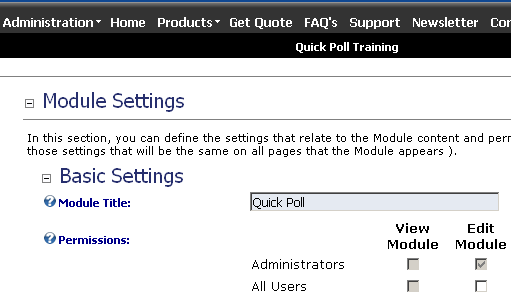 Administration Home Products Get Quote FAQ's Support Newsletter
Quick Poll Training
Module Settings
In this section, you can define the settings that relate to the Module content and
those settings that will be the same on all pages that the Module appears ).
Basic Settings
Module Title: Quick Poll
Permissions: View Module Edit Module
Administrators
All Users